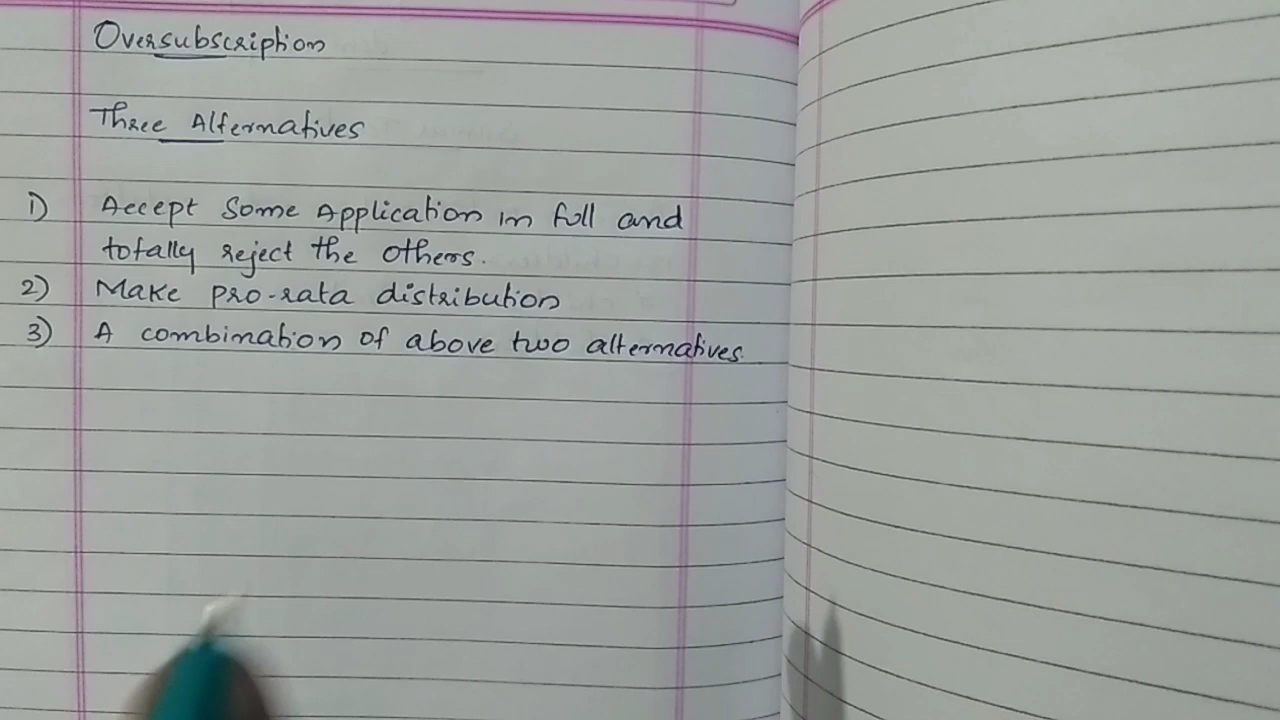 Oversubscription
Three Alternatives
1) Accept Some Application in full and
totally reject the others.
2) Make pro-rata distribution
3) A combination of above two alternatives.